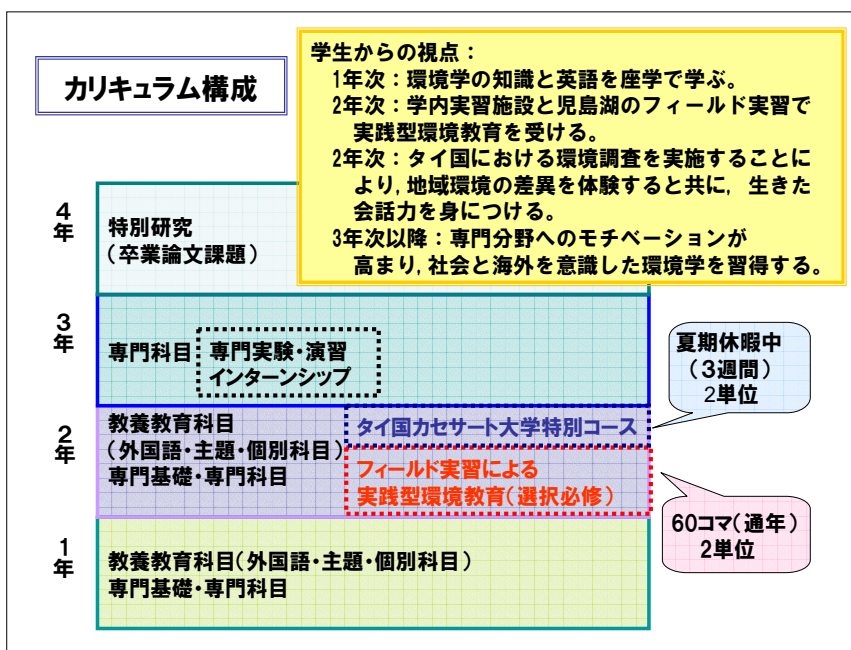 カリキュラム構成
学生からの視点：
1年次：環境学の知識と英語を座学で学ぶ。
2年次：学内実習施設と児島湖のフィールド実習で
実践型環境教育を受ける。
2年次：タイ国における環境調査を実施することに
より,地域環境の差異を体験すると共に, 生きた
会話力を身につける。
3年次以降：専門分野へのモチベーションが
高まり,社会と海外を意識した環境学を習得する。
4年
特別研究
（卒業論文課題）
3年
専門科目
専門実験・演習
インターンシップ
夏期休暇中
（３週間）
2単位
2年
教養教育科目
(外国語・主題・個別科目)
専門基礎・専門科目
タイ国カセサート大学特別コース
フィールド実習による
実践型環境教育(選択必修)
60コマ(通年)
2単位
1年
教養教育科目(外国語・主題・個別科目)
専門基礎・専門科目